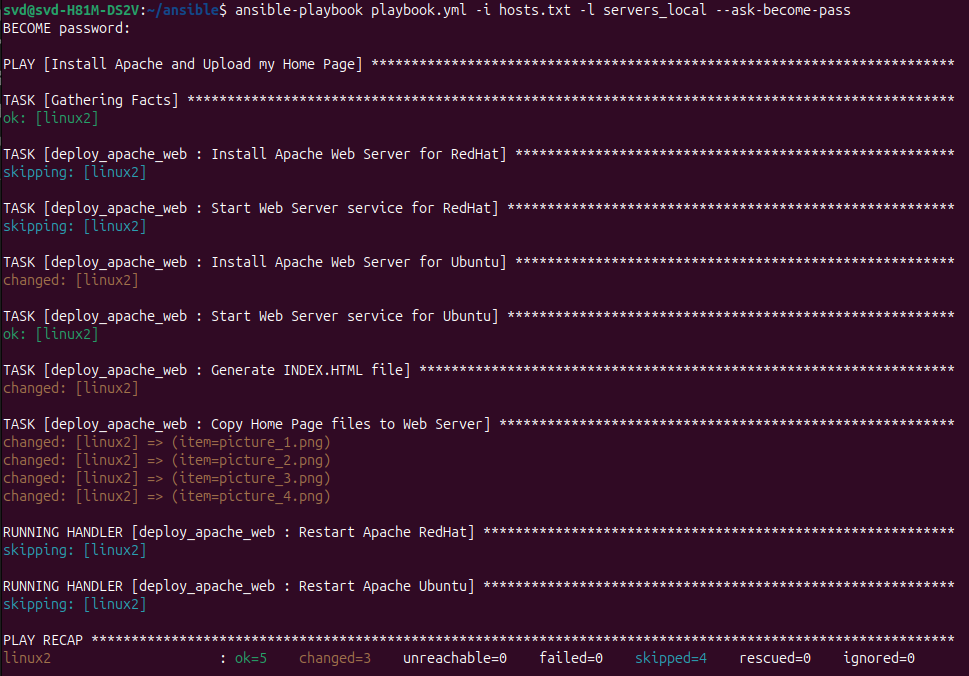 svd@svd-H81M-DS2V:~/ansible$ ansible-playbook playbook.yml -i hosts.txt -l servers_local --ask-become-pass
BECOME password:
PLAY [Install Apache and Upload my Home Page] *************************************************************************
TASK [Gathering Facts] ************************************************************************************************
ok: [linux2]
TASK [deploy_apache_web : Install Apache Web Server for RedHat] *******************************************************
skipping: [linux2]
TASK [deploy_apache_web : Start Web Server service for RedHat] ********************************************************
skipping: [linux2]
TASK [deploy_apache_web : Install Apache Web Server for Ubuntu] *******************************************************
changed: [linux2]
TASK [deploy_apache_web : Start Web Server service for Ubuntu] ********************************************************
ok: [linux2]
TASK [deploy_apache_web : Generate INDEX.HTML file] *******************************************************************
changed: [linux2]
TASK [deploy_apache_web : Copy Home Page files to Web Server] *********************************************************
changed: [linux2] => (item=picture_1.png)
changed: [linux2] => (item=picture_2.png)
changed: [linux2] => (item=picture_3.png)
changed: [linux2] => (item=picture_4.png)
RUNNING HANDLER [deploy_apache_web : Restart Apache RedHat] ***********************************************************
skipping: [linux2]
RUNNING HANDLER [deploy_apache_web : Restart Apache Ubuntu] ***********************************************************
skipping: [linux2]
PLAY RECAP ************************************************************************************************************
linux2                     : ok=5    changed=3    unreachable=0    failed=0    skipped=4    rescued=0    ignored=0